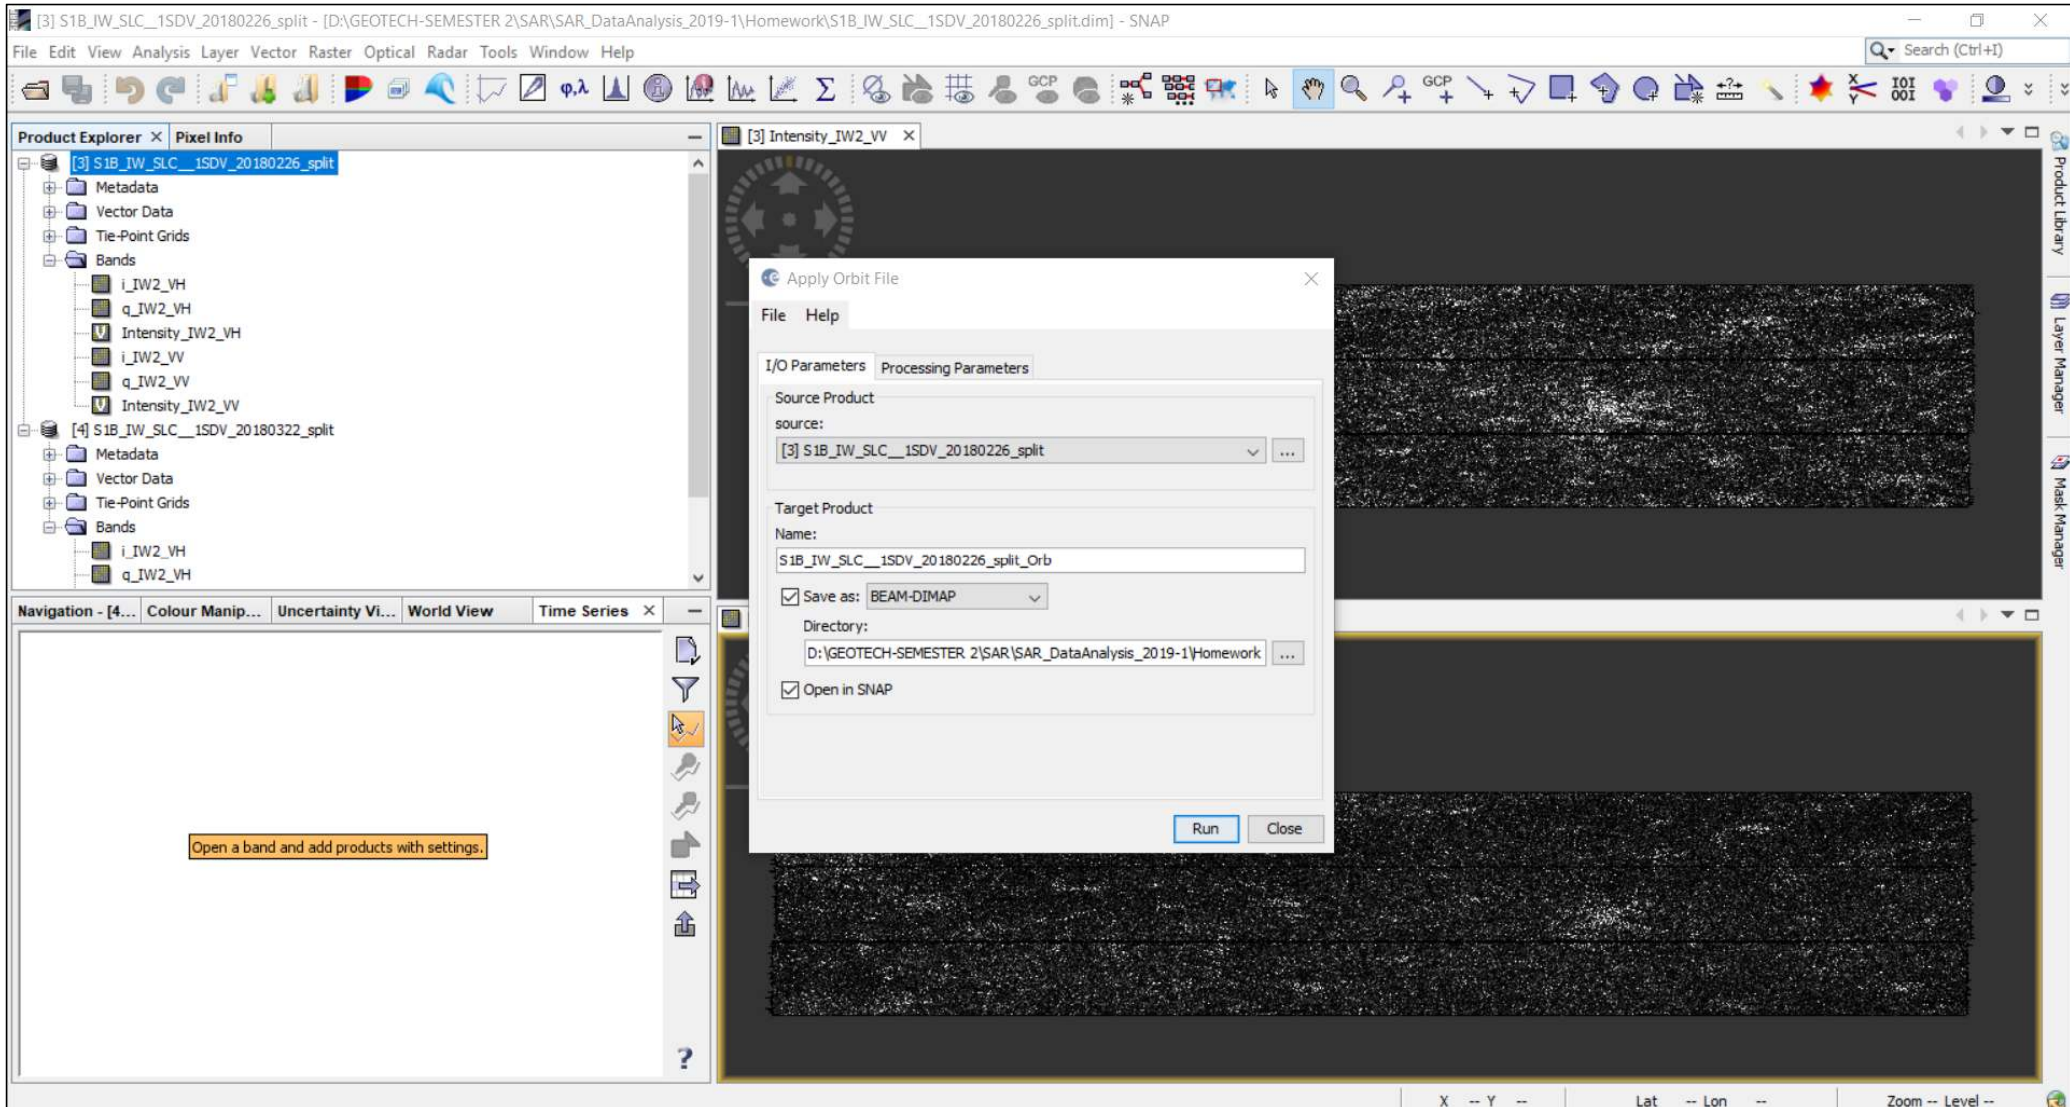 [3] S1B_IW_SLC__1SDV_20180226_split - [D:\GEOTECH-SEMESTER 2\SAR\SAR_DataAnalysis_2019-1\Homework\S1B_IW_SLC__1SDV_20180226_split.dim] - SNAP
File Edit View Analysis Layer Vector Raster Optical Radar Tools Window Help
Search (Ctrl+I)
φ,λ
Σ
GCP
GCP
+?+
X
Y
IOI
OOI
Product Explorer × Pixel Info
[3] Intensity_IW2_VV ×
[3] S1B_IW_SLC__1SDV_20180226_split
Metadata
Vector Data
Tie-Point Grids
Bands
i_IW2_VH
q_IW2_VH
Intensity_IW2_VH
i_IW2_VV
q_IW2_VV
Intensity_IW2_VV
[4] S1B_IW_SLC__1SDV_20180322_split
Metadata
Vector Data
Tie-Point Grids
Bands
i_IW2_VH
q_IW2_VH
Navigation - [4... Colour Manip... Uncertainty Vi... World View Time Series ×
Open a band and add products with settings.
?
Apply Orbit File
File Help
I/O Parameters Processing Parameters
Source Product
source:
[3] S1B_IW_SLC__1SDV_20180226_split
...
Target Product
Name:
S1B_IW_SLC__1SDV_20180226_split_Orb
Save as: BEAM-DIMAP
Directory:
D:\GEOTECH-SEMESTER 2\SAR\SAR_DataAnalysis_2019-1\Homework
...
Open in SNAP
Run Close
Product Library
Layer Manager
Mask Manager
X -- Y -- Lat -- Lon -- Zoom -- Level --